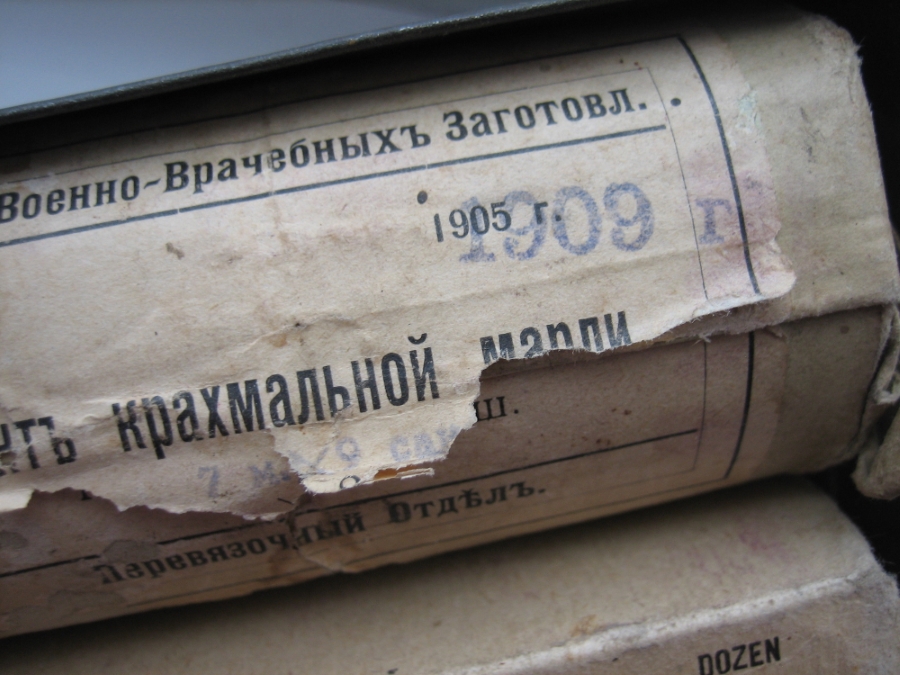 Военно-Врачебныхъ Заготовл.
1905 г.
1909 г
крахмальной марли
ш.
Перевязочный Отдѣлъ.
DOZEN